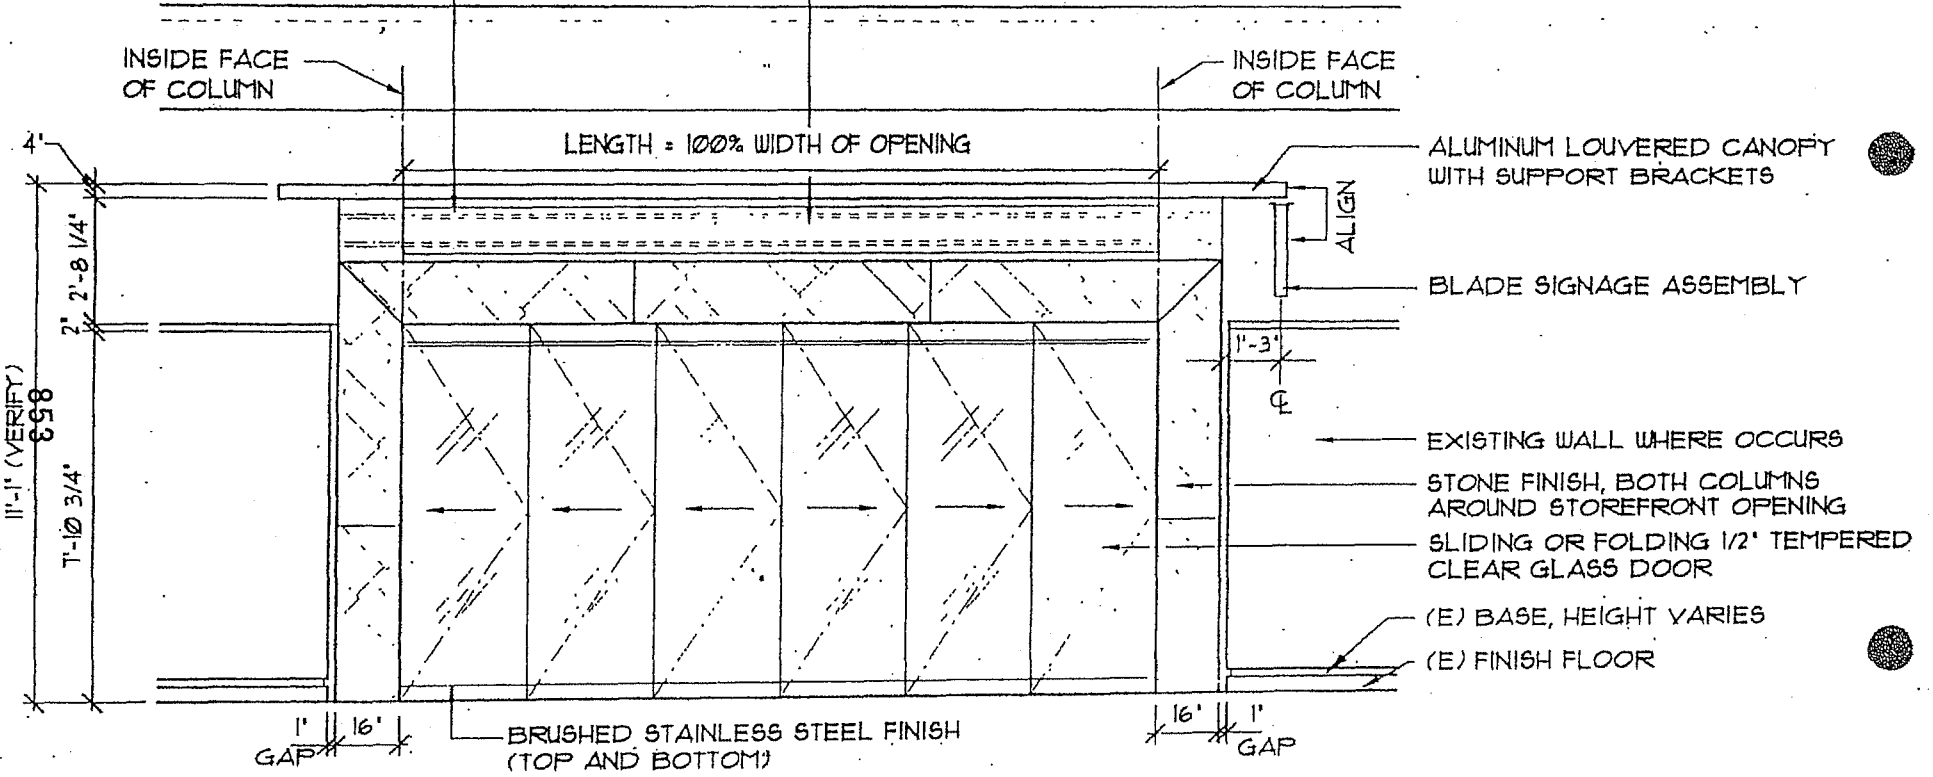 INSIDE FACE
OF COLUMN
INSIDE FACE
OF COLUMN
LENGTH = 100% WIDTH OF OPENING
ALUMINUM LOUVERED CANOPY
WITH SUPPORT BRACKETS
4"
ALIGN
2'-8 1/4"
BLADE SIGNAGE ASSEMBLY
2"
1'-3"
CL
11'-1" (VERIFY)
853
7'-10 3/4"
EXISTING WALL WHERE OCCURS
STONE FINISH, BOTH COLUMNS
AROUND STOREFRONT OPENING
SLIDING OR FOLDING 1/2" TEMPERED
CLEAR GLASS DOOR
(E) BASE, HEIGHT VARIES
(E) FINISH FLOOR
1"
GAP
16"
BRUSHED STAINLESS STEEL FINISH
(TOP AND BOTTOM)
16"
1"
GAP